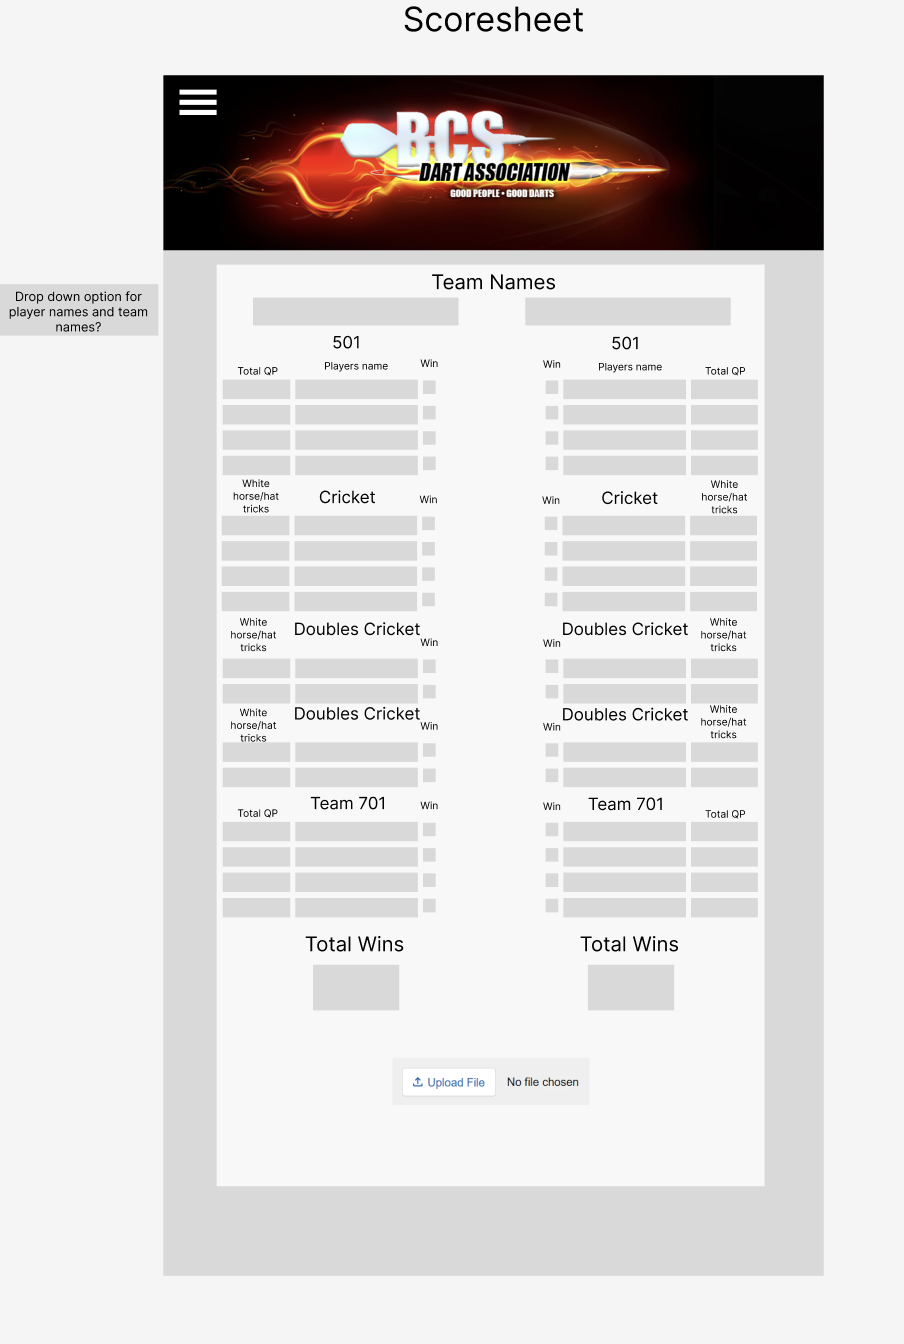 Scoresheet
BCS
DART ASSOCIATION
GOOD PEOPLE • GOOD DARTS
Drop down option for
player names and team
names?
Team Names
501
501
Total QP
Players name
Win
Win
Players name
Total QP
White
horse/hat
tricks
Cricket
Win
Win
Cricket
White
horse/hat
tricks
White
horse/hat
tricks
Doubles Cricket
Win
Win
Doubles Cricket
White
horse/hat
tricks
White
horse/hat
tricks
Doubles Cricket
Win
Win
Doubles Cricket
White
horse/hat
tricks
Total QP
Team 701
Win
Win
Team 701
Total QP
Total Wins
Total Wins
Upload File
No file chosen